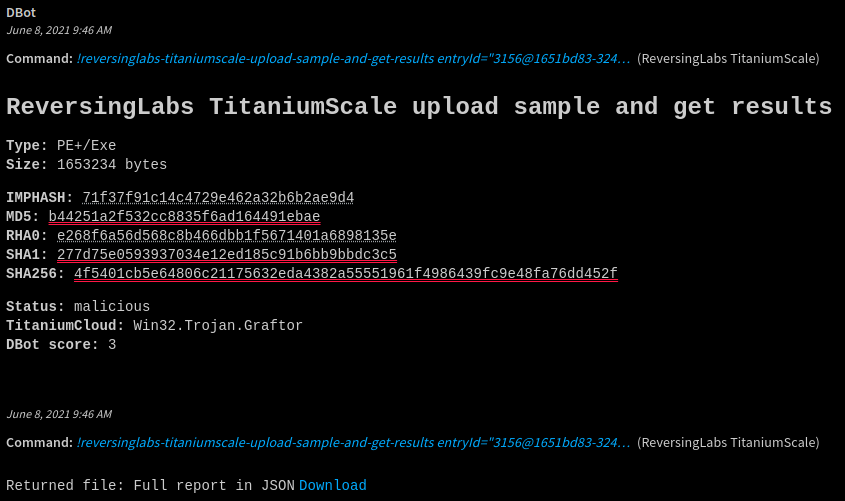 DBot
June 8, 2021 9:46 AM
Command: !reversinglabs-titaniumscale-upload-sample-and-get-results entryId="3156@1651bd83-324… (ReversingLabs TitaniumScale)
ReversingLabs TitaniumScale upload sample and get results
Type: PE+/Exe
Size: 1653234 bytes
IMPHASH: 71f37f91c14c4729e462a32b6b2ae9d4
MD5: b44251a2f532cc8835f6ad164491ebae
RHA0: e268f6a56d568c8b466dbb1f5671401a6898135e
SHA1: 277d75e0593937034e12ed185c91b6bb9bbdc3c5
SHA256: 4f5401cb5e64806c21175632eda4382a55551961f4986439fc9e48fa76dd452f
Status: malicious
TitaniumCloud: Win32.Trojan.Graftor
DBot score: 3
June 8, 2021 9:46 AM
Command: !reversinglabs-titaniumscale-upload-sample-and-get-results entryId="3156@1651bd83-324… (ReversingLabs TitaniumScale)
Returned file: Full report in JSON Download